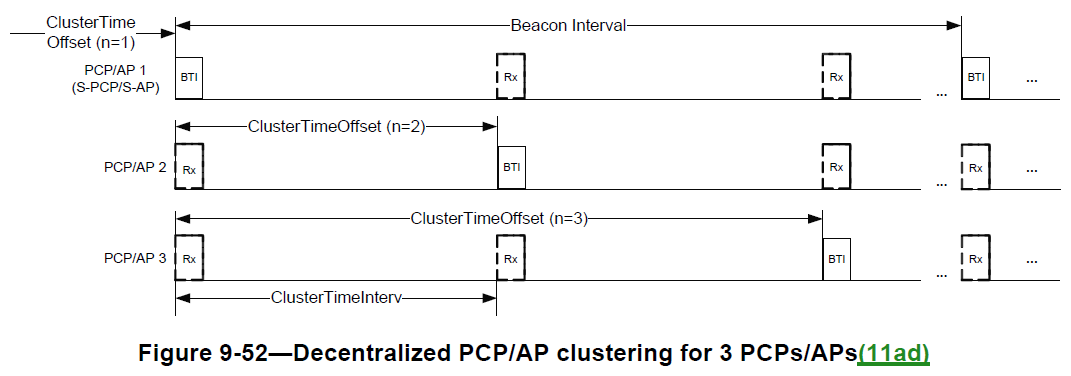 ClusterTime
Offset (n=1)
Beacon Interval
PCP/AP 1
(S-PCP/S-AP)
BTI
Rx
Rx
...
BTI
...
ClusterTimeOffset (n=2)
PCP/AP 2
Rx
BTI
Rx
...
Rx
...
ClusterTimeOffset (n=3)
PCP/AP 3
Rx
Rx
BTI
...
Rx
...
ClusterTimeInterv
Figure 9-52—Decentralized PCP/AP clustering for 3 PCPs/APs(11ad)